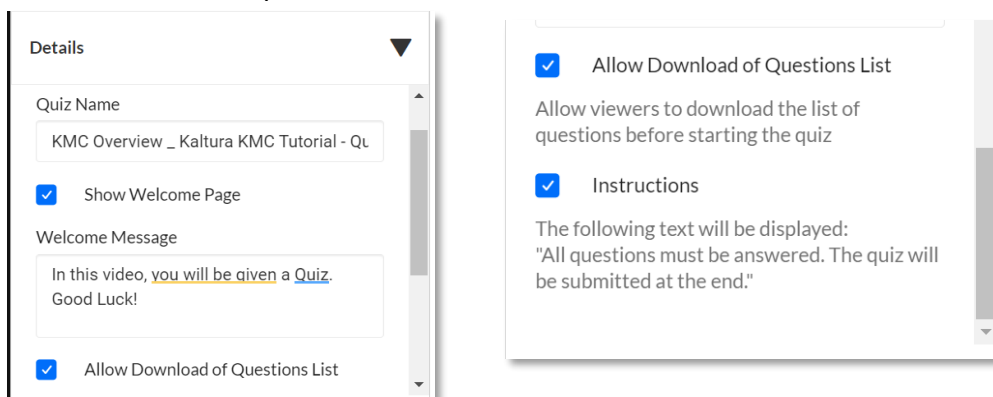 Details
Quiz Name
KMC Overview _ Kaltura KMC Tutorial - Qu
Show Welcome Page
Welcome Message
In this video, you will be given a Quiz.
Good Luck!
Allow Download of Questions List
Allow Download of Questions List
Allow viewers to download the list of
questions before starting the quiz
Instructions
The following text will be displayed:
"All questions must be answered. The quiz will
be submitted at the end."